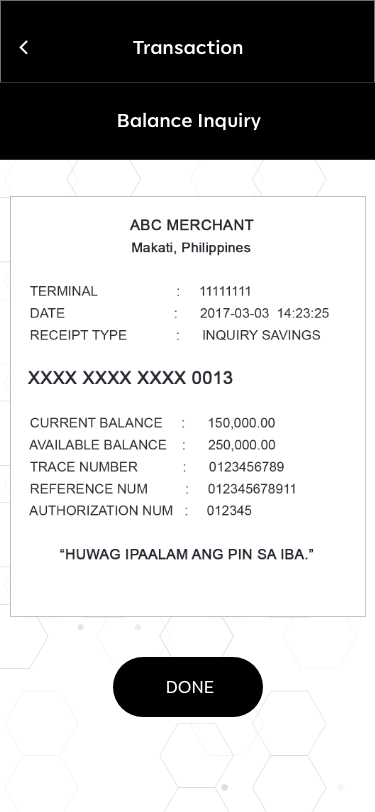 Transaction
Balance Inquiry
ABC MERCHANT
Makati, Philippines
TERMINAL : 11111111
DATE : 2017-03-03 14:23:25
RECEIPT TYPE : INQUIRY SAVINGS
XXXX XXXX XXXX 0013
CURRENT BALANCE : 150,000.00
AVAILABLE BALANCE : 250,000.00
TRACE NUMBER : 0123456789
REFERENCE NUM : 012345678911
AUTHORIZATION NUM : 012345
“HUWAG IPAALAM ANG PIN SA IBA.”
DONE